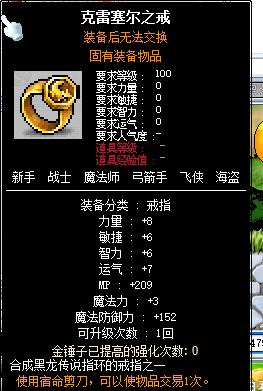 克雷塞尔之戒
装备后无法交换
固有装备物品
要求等级： 100
要求力量： 0
要求敏捷： 0
要求智力： 0
要求运气： 0
要求人气度： -
道具等级： -
道具经验值： -
新手 战士 魔法师 弓箭手 飞侠 海盗
装备分类 : 戒指
力量 : +8
敏捷 : +6
智力 : +6
运气 : +7
MP : +209
魔法力 : +3
魔法防御力 : +152
可升级次数 : 1回
金锤子已提高的强化次数: 0
合成黑龙传说指环的戒指之一
使用宿命剪刀，可以使物品交易1次。